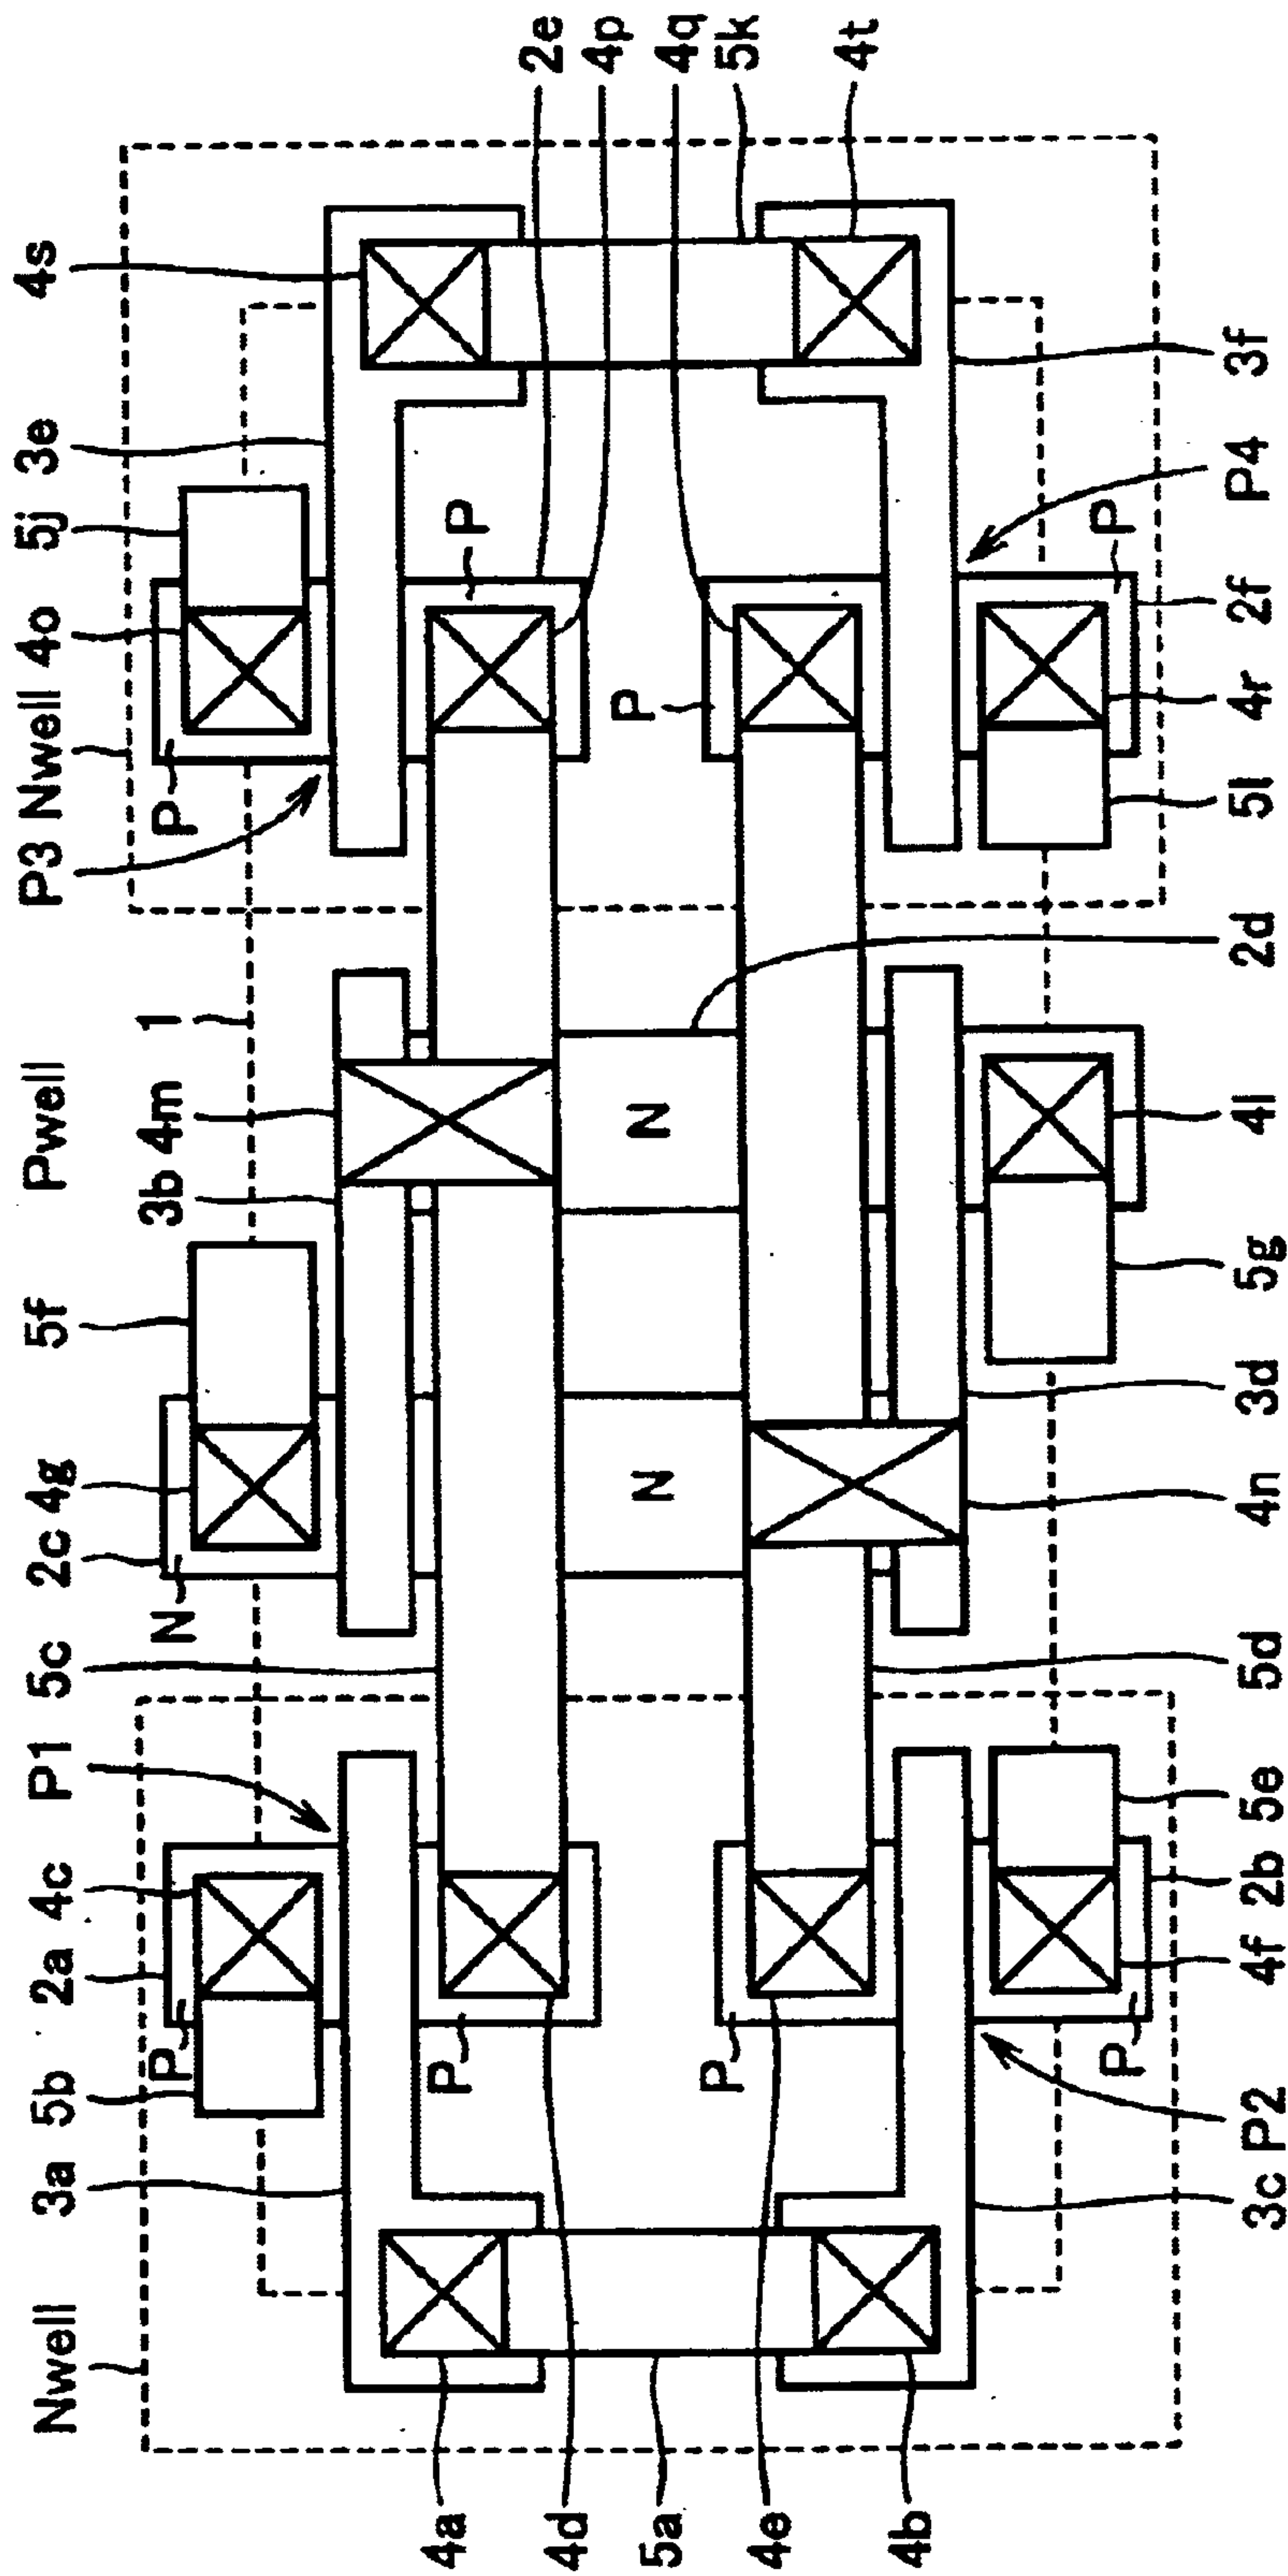 Nwell 3a 5b 2a 4c P1 5c 2c 4g 5f Pwell P3 Nwell 4o 5j 3e 4s
3b 4m 1
P N P
4a P P 2e
4d 4p
5a N N P 4q
4e P 5k
4b 4t
P P
3c P2 4f 2b 5e 5d 4n 3d 5g 4l 2d 5l 4r 2f P4 3f